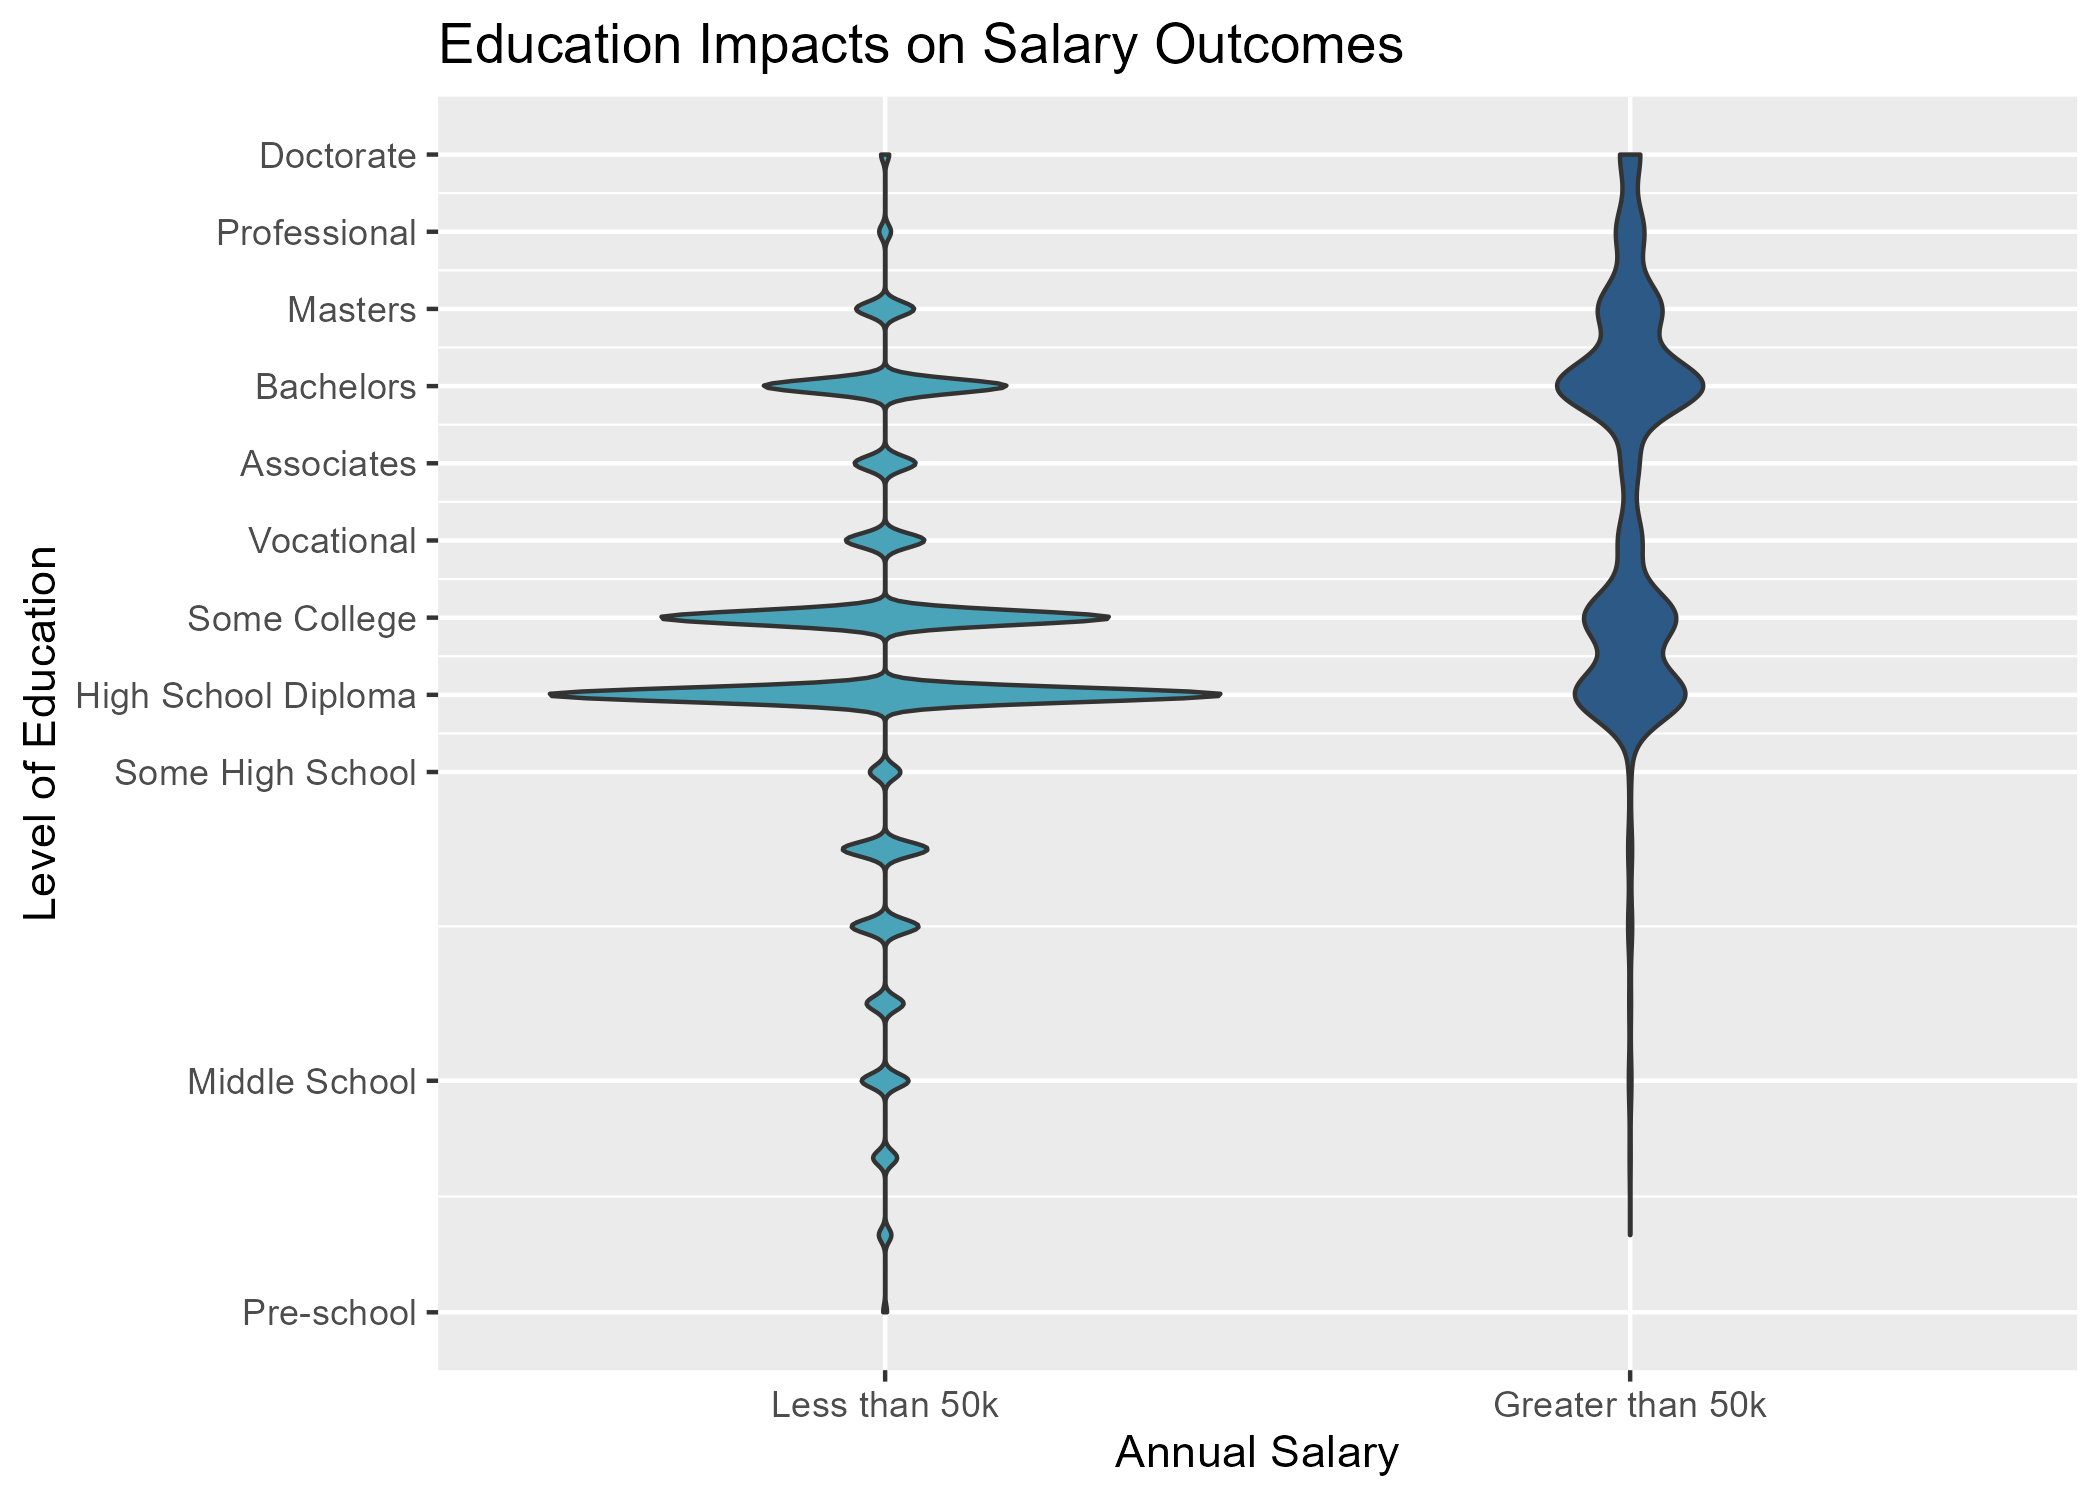 Education Impacts on Salary Outcomes
Level of Education
Doctorate
Professional
Masters
Bachelors
Associates
Vocational
Some College
High School Diploma
Some High School
Middle School
Pre-school
Less than 50k
Greater than 50k
Annual Salary